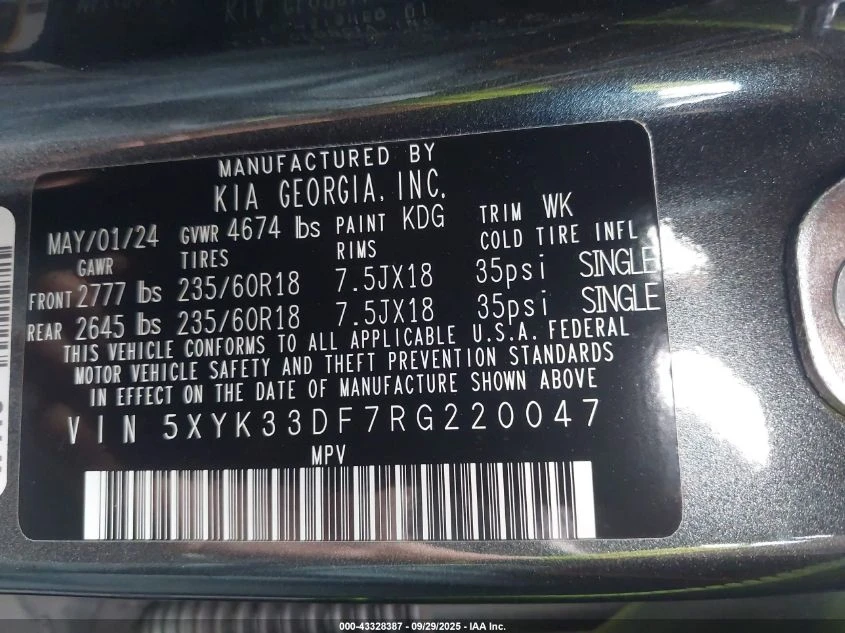 MANUFACTURED BY
KIA GEORGIA, INC.
MAY/01/24 GVWR 4674 lbs PAINT KDG TRIM WK
GAWR TIRES RIMS COLD TIRE INFL
FRONT 2777 lbs 235/60R18 7.5JX18 35psi SINGLE
REAR 2645 lbs 235/60R18 7.5JX18 35psi SINGLE
THIS VEHICLE CONFORMS TO ALL APPLICABLE U.S.A. FEDERAL
MOTOR VEHICLE SAFETY AND THEFT PREVENTION STANDARDS
IN EFFECT ON THE DATE OF MANUFACTURE SHOWN ABOVE
VIN 5XYK33DF7RG220047
MPV
000-43328387 - 09/29/2025 - IAA Inc.